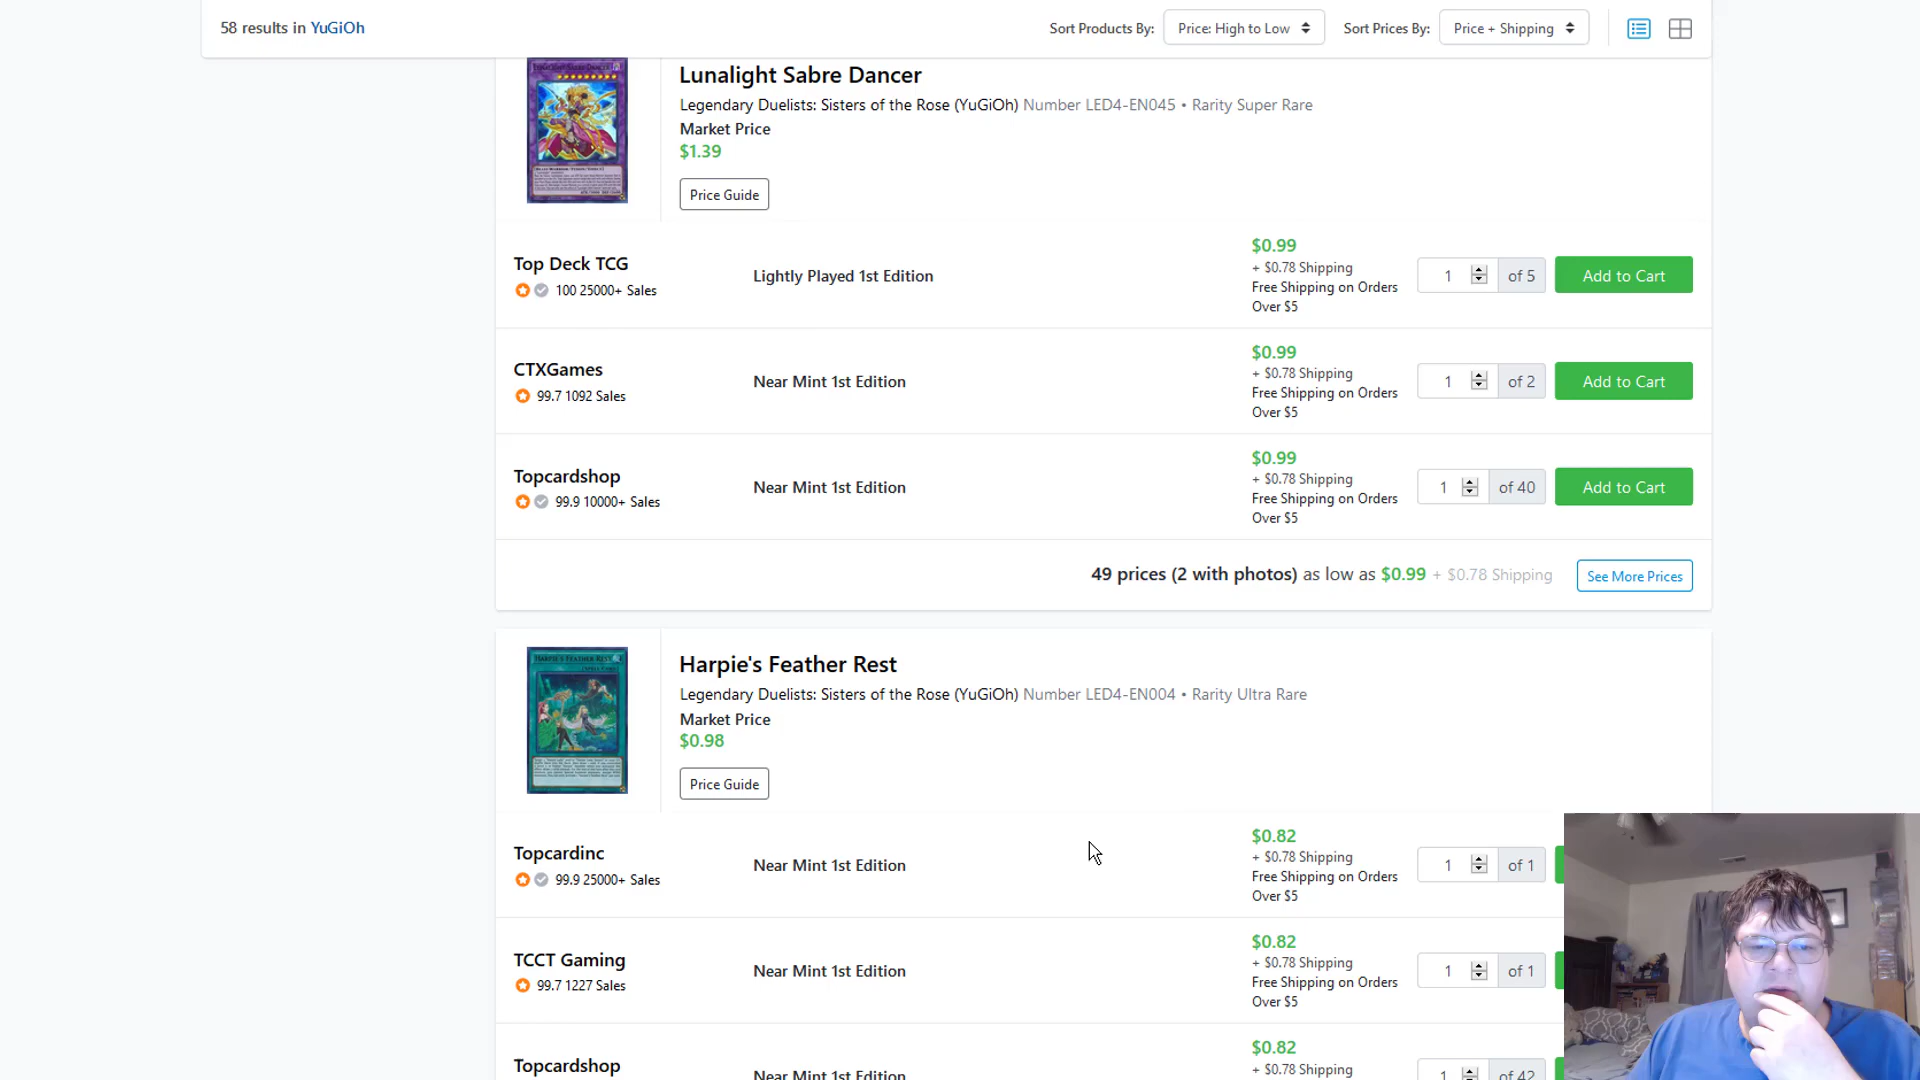 58 results in YuGiOh
Sort Products By: Price: High to Low Sort Prices By: Price + Shipping
Lunalight Sabre Dancer
Legendary Duelists: Sisters of the Rose (YuGiOh) Number LED4-EN045 • Rarity Super Rare
Market Price
$1.39
Price Guide
Top Deck TCG
100 25000+ Sales
Lightly Played 1st Edition
$0.99
+ $0.78 Shipping
Free Shipping on Orders
Over $5
1 of 5
Add to Cart
CTXGames
99.7 1092 Sales
Near Mint 1st Edition
$0.99
+ $0.78 Shipping
Free Shipping on Orders
Over $5
1 of 2
Add to Cart
Topcardshop
99.9 10000+ Sales
Near Mint 1st Edition
$0.99
+ $0.78 Shipping
Free Shipping on Orders
Over $5
1 of 40
Add to Cart
49 prices (2 with photos) as low as $0.99 + $0.78 Shipping
See More Prices
HARPIE'S FEATHER REST
Harpie's Feather Rest
Legendary Duelists: Sisters of the Rose (YuGiOh) Number LED4-EN004 • Rarity Ultra Rare
Market Price
$0.98
Price Guide
Topcardinc
99.9 25000+ Sales
Near Mint 1st Edition
$0.82
+ $0.78 Shipping
Free Shipping on Orders
Over $5
1 of 1
TCCT Gaming
99.7 1227 Sales
Near Mint 1st Edition
$0.82
+ $0.78 Shipping
Free Shipping on Orders
Over $5
1 of 1
Topcardshop
Near Mint 1st Edition
$0.82
+ $0.78 Shipping
1 of 42